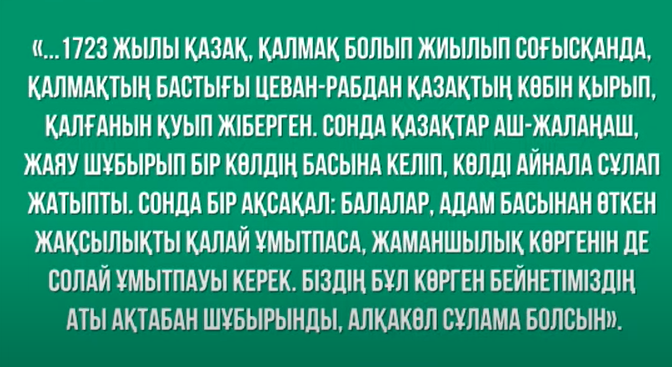 «...1723 ЖЫЛЫ ҚАЗАҚ, ҚАЛМАҚ БОЛЫП ЖИЫЛЫП СОҒЫСҚАНДА,
ҚАЛМАҚТЫҢ БАСТЫҒЫ ЦЕВАН-РАБДАН ҚАЗАҚТЫҢ КӨБІН ҚЫРЫП,
ҚАЛҒАНЫН ҚУЫП ЖІБЕРГЕН. СОНДА ҚАЗАҚТАР АШ-ЖАЛАҢАШ,
ЖАЯУ ШҰБЫРЫП БІР КӨЛДІҢ БАСЫНА КЕЛІП, КӨЛДІ АЙНАЛА СҰЛАП
ЖАТЫПТЫ. СОНДА БІР АҚСАҚАЛ: БАЛАЛАР, АДАМ БАСЫНАН ӨТКЕН
ЖАҚСЫЛЫҚТЫ ҚАЛАЙ ҰМЫТПАСА, ЖАМАНШЫЛЫҚ КӨРГЕНІН ДЕ
СОЛАЙ ҰМЫТПАУЫ КЕРЕК. БІЗДІҢ БҰЛ КӨРГЕН БЕЙНЕТІМІЗДІҢ
АТЫ АҚТАБАН ШҰБЫРЫНДЫ, АЛҚАКӨЛ СҰЛАМА БОЛСЫН».